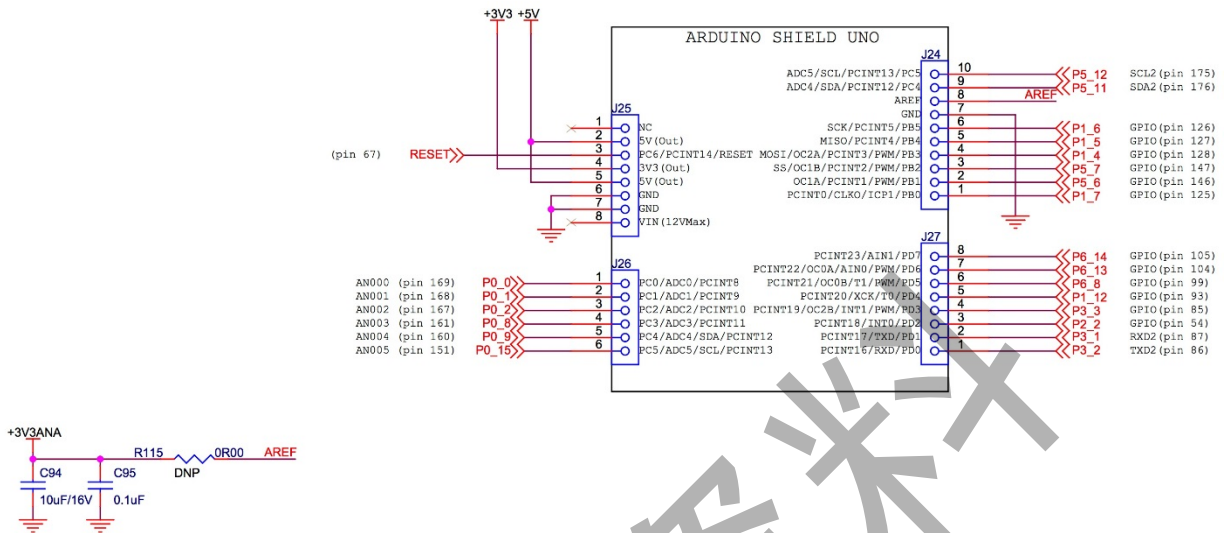 +3V3 +5V
ARDUINO SHIELD UNO
J24
ADC5/SCL/PCINT13/PC5 10 P5_12 SCL2(pin 175)
ADC4/SDA/PCINT12/PC4 9 P5_11 SDA2(pin 176)
AREF 8 AREF
GND 7
SCK/PCINT5/PB5 6 P1_6 GPIO(pin 126)
MISO/PCINT4/PB4 5 P1_5 GPIO(pin 127)
MOSI/OC2A/PCINT3/PWM/PB3 4 P1_4 GPIO(pin 128)
SS/OC1B/PCINT2/PWM/PB2 3 P5_7 GPIO(pin 147)
OC1A/PCINT1/PWM/PB1 2 P5_6 GPIO(pin 146)
PCINT0/CLKO/ICP1/PB0 1 P1_7 GPIO(pin 125)
J25
1 NC
2 5V(Out)
(pin 67) RESET 3 PC6/PCINT14/RESET
4 3V3(Out)
5 5V(Out)
6 GND
7 GND
8 VIN(12VMax)
J27
PCINT23/AIN1/PD7 8 P6_14 GPIO(pin 105)
PCINT22/OC0A/AIN0/PWM/PD6 7 P6_13 GPIO(pin 104)
PCINT21/OC0B/T1/PWM/PD5 6 P6_8 GPIO(pin 99)
PCINT20/XCK/T0/PD4 5 P1_12 GPIO(pin 93)
PCINT19/OC2B/INT1/PWM/PD3 4 P3_3 GPIO(pin 85)
PCINT18/INT0/PD2 3 P2_2 GPIO(pin 54)
PCINT17/TXD/PD1 2 P3_1 RXD2(pin 87)
PCINT16/RXD/PD0 1 P3_2 TXD2(pin 86)
J26
AN000 (pin 169) P0_0 1 PC0/ADC0/PCINT8
AN001 (pin 168) P0_1 2 PC1/ADC1/PCINT9
AN002 (pin 167) P0_2 3 PC2/ADC2/PCINT10
AN003 (pin 161) P0_8 4 PC3/ADC3/PCINT11
AN004 (pin 160) P0_9 5 PC4/ADC4/SDA/PCINT12
AN005 (pin 151) P0_15 6 PC5/ADC5/SCL/PCINT13
+3V3ANA
R115 0R00 AREF
C94 C95 DNP
10uF/16V 0.1uF